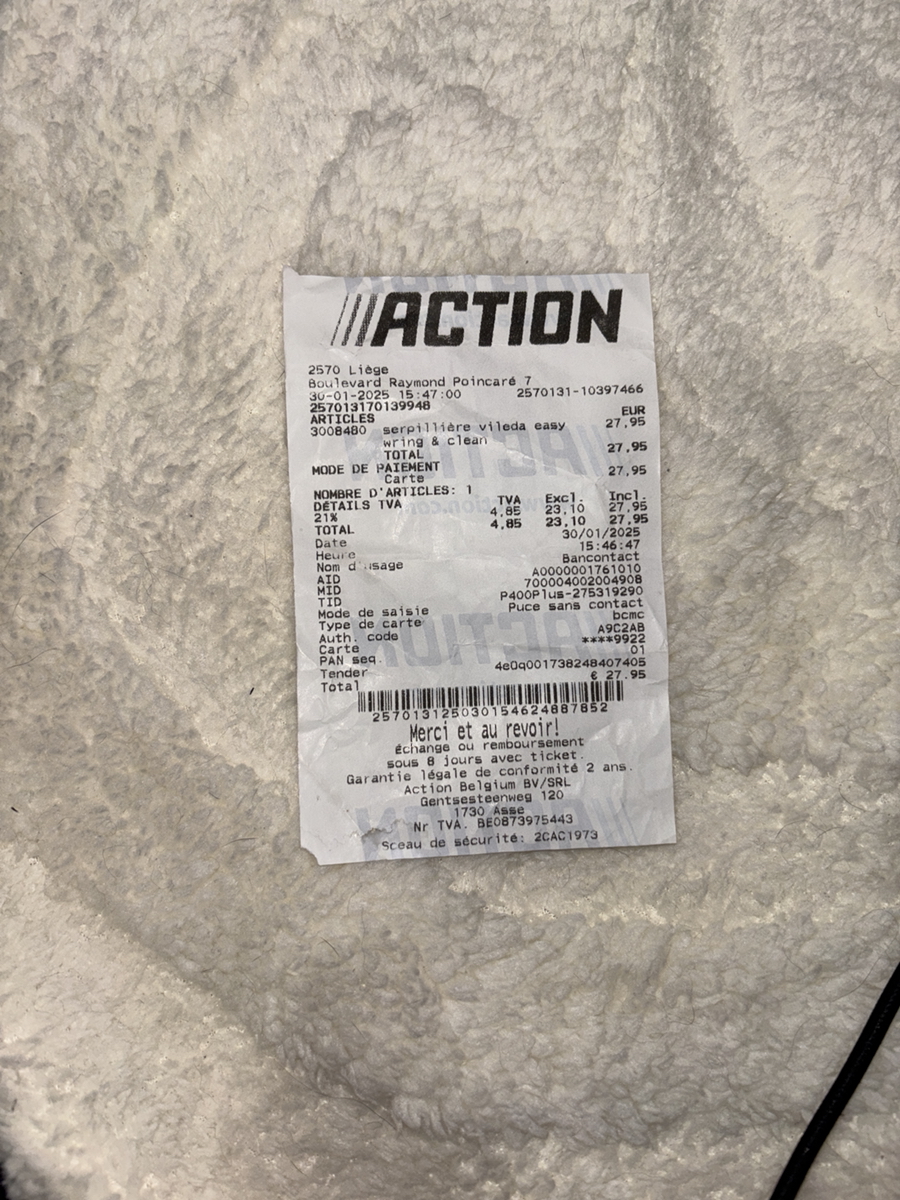 ACTION
2570 Liège
Boulevard Raymond Poincaré 7
30-01-2025 15:47:00 2570131-10397466
257013170139948
ARTICLES EUR
3008480 serpillière vileda easy 27,95
wring & clean
TOTAL 27,95
MODE DE PAIEMENT
Carte 27,95
NOMBRE D'ARTICLES: 1
DÉTAILS TVA TVA Excl. Incl.
21% 4,85 23,10 27,95
TOTAL 4,85 23,10 27,95
Date 30/01/2025
Heure 15:46:47
Nom d'usage Bancontact
AID A0000001761010
MID 700004002004908
TID P400Plus-275319290
Mode de saisie Puce sans contact
Type de carte bcmc
Auth. code A9C2AB
Carte ****9922
PAN seq. 01
Tender 4e0q001738248407405
Total € 27.95
2570131250301546248​87852
Merci et au revoir!
échange ou remboursement
sous 8 jours avec ticket.
Garantie légale de conformité 2 ans.
Action Belgium BV/SRL
Gentsesteenweg 120
1730 Asse
Nr TVA. BE0873975443
Sceau de sécurité: 2CAC1973